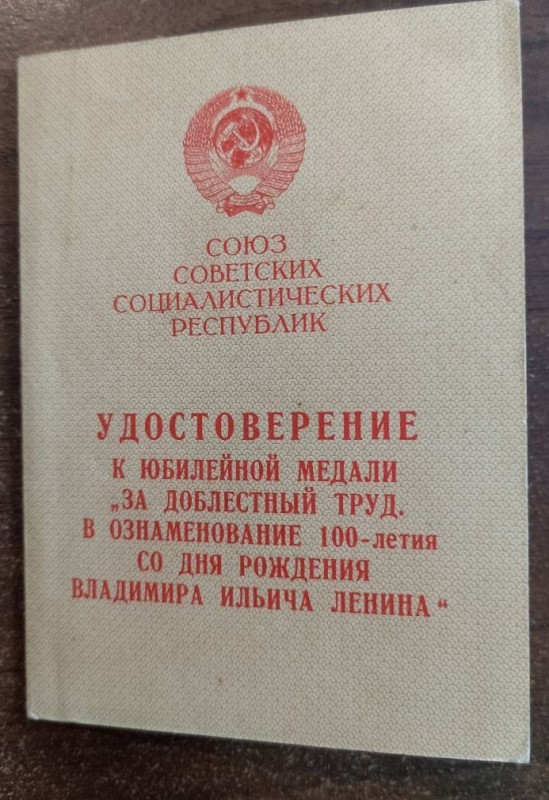 СОЮЗ
СОВЕТСКИХ
СОЦИАЛИСТИЧЕСКИХ
РЕСПУБЛИК
УДОСТОВЕРЕНИЕ
К ЮБИЛЕЙНОЙ МЕДАЛИ
„ЗА ДОБЛЕСТНЫЙ ТРУД.
В ОЗНАМЕНОВАНИЕ 100-летия
СО ДНЯ РОЖДЕНИЯ
ВЛАДИМИРА ИЛЬИЧА ЛЕНИНА“